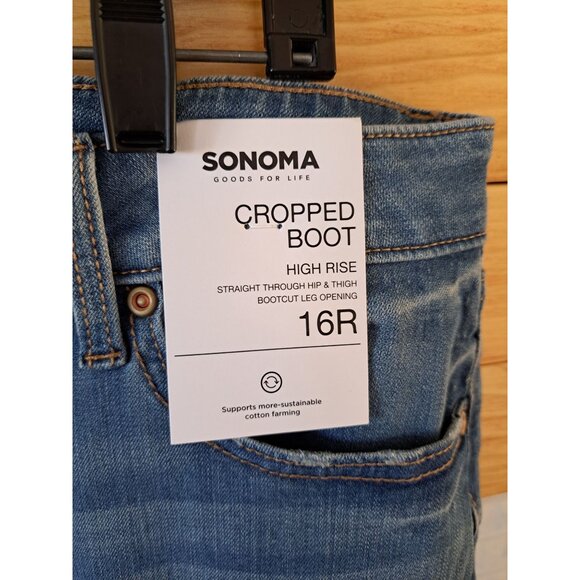 SONOMA
GOODS FOR LIFE
CROPPED
BOOT
HIGH RISE
STRAIGHT THROUGH HIP & THIGH
BOOTCUT LEG OPENING
16R
Supports more-sustainable
cotton farming